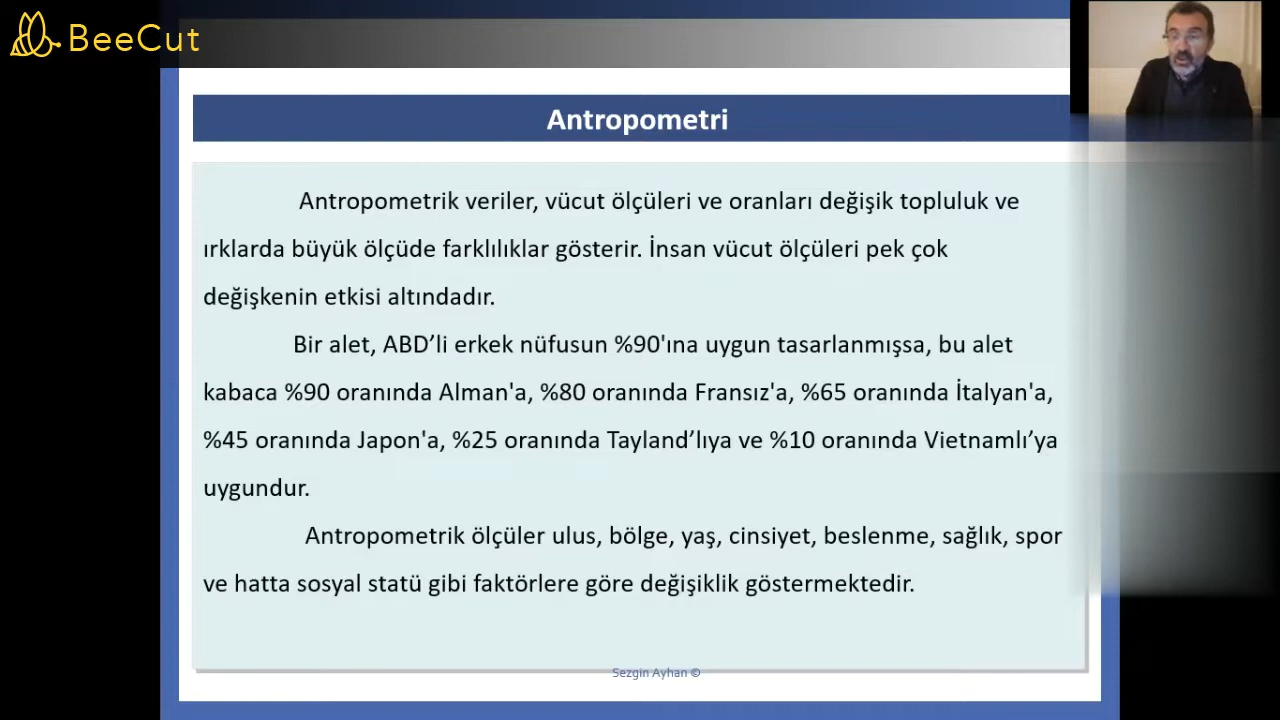 BeeCut
Antropometri
Antropometrik veriler, vücut ölçüleri ve oranları değişik topluluk ve
ırklarda büyük ölçüde farklılıklar gösterir. İnsan vücut ölçüleri pek çok
değişkenin etkisi altındadır.
Bir alet, ABD’li erkek nüfusun %90'ına uygun tasarlanmışsa, bu alet
kabaca %90 oranında Alman'a, %80 oranında Fransız'a, %65 oranında İtalyan'a,
%45 oranında Japon'a, %25 oranında Tayland’lıya ve %10 oranında Vietnamlı’ya
uygundur.
Antropometrik ölçüler ulus, bölge, yaş, cinsiyet, beslenme, sağlık, spor
ve hatta sosyal statü gibi faktörlere göre değişiklik göstermektedir.
Sezgin Ayhan ©